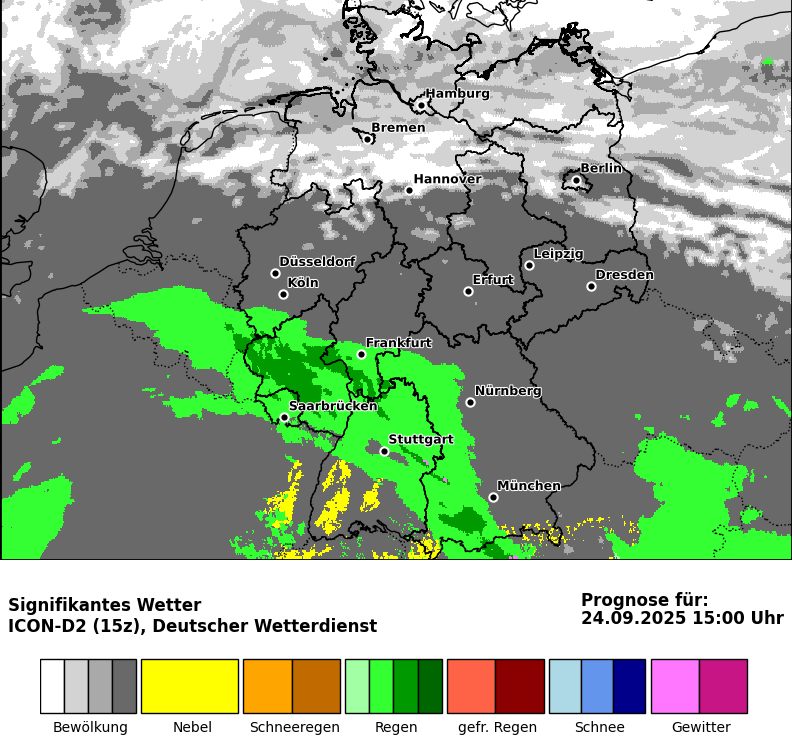 Hamburg
Bremen
Berlin
Hannover
Düsseldorf
Leipzig
Köln
Erfurt
Dresden
Frankfurt
Nürnberg
Saarbrücken
Stuttgart
München
Signifikantes Wetter
ICON-D2 (15z), Deutscher Wetterdienst
Prognose für:
24.09.2025 15:00 Uhr
Bewölkung
Nebel
Schneeregen
Regen
gefr. Regen
Schnee
Gewitter